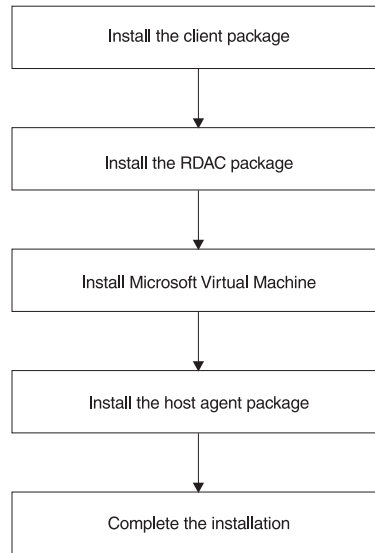 Install the client package
Install the RDAC package
Install Microsoft Virtual Machine
Install the host agent package
Complete the installation